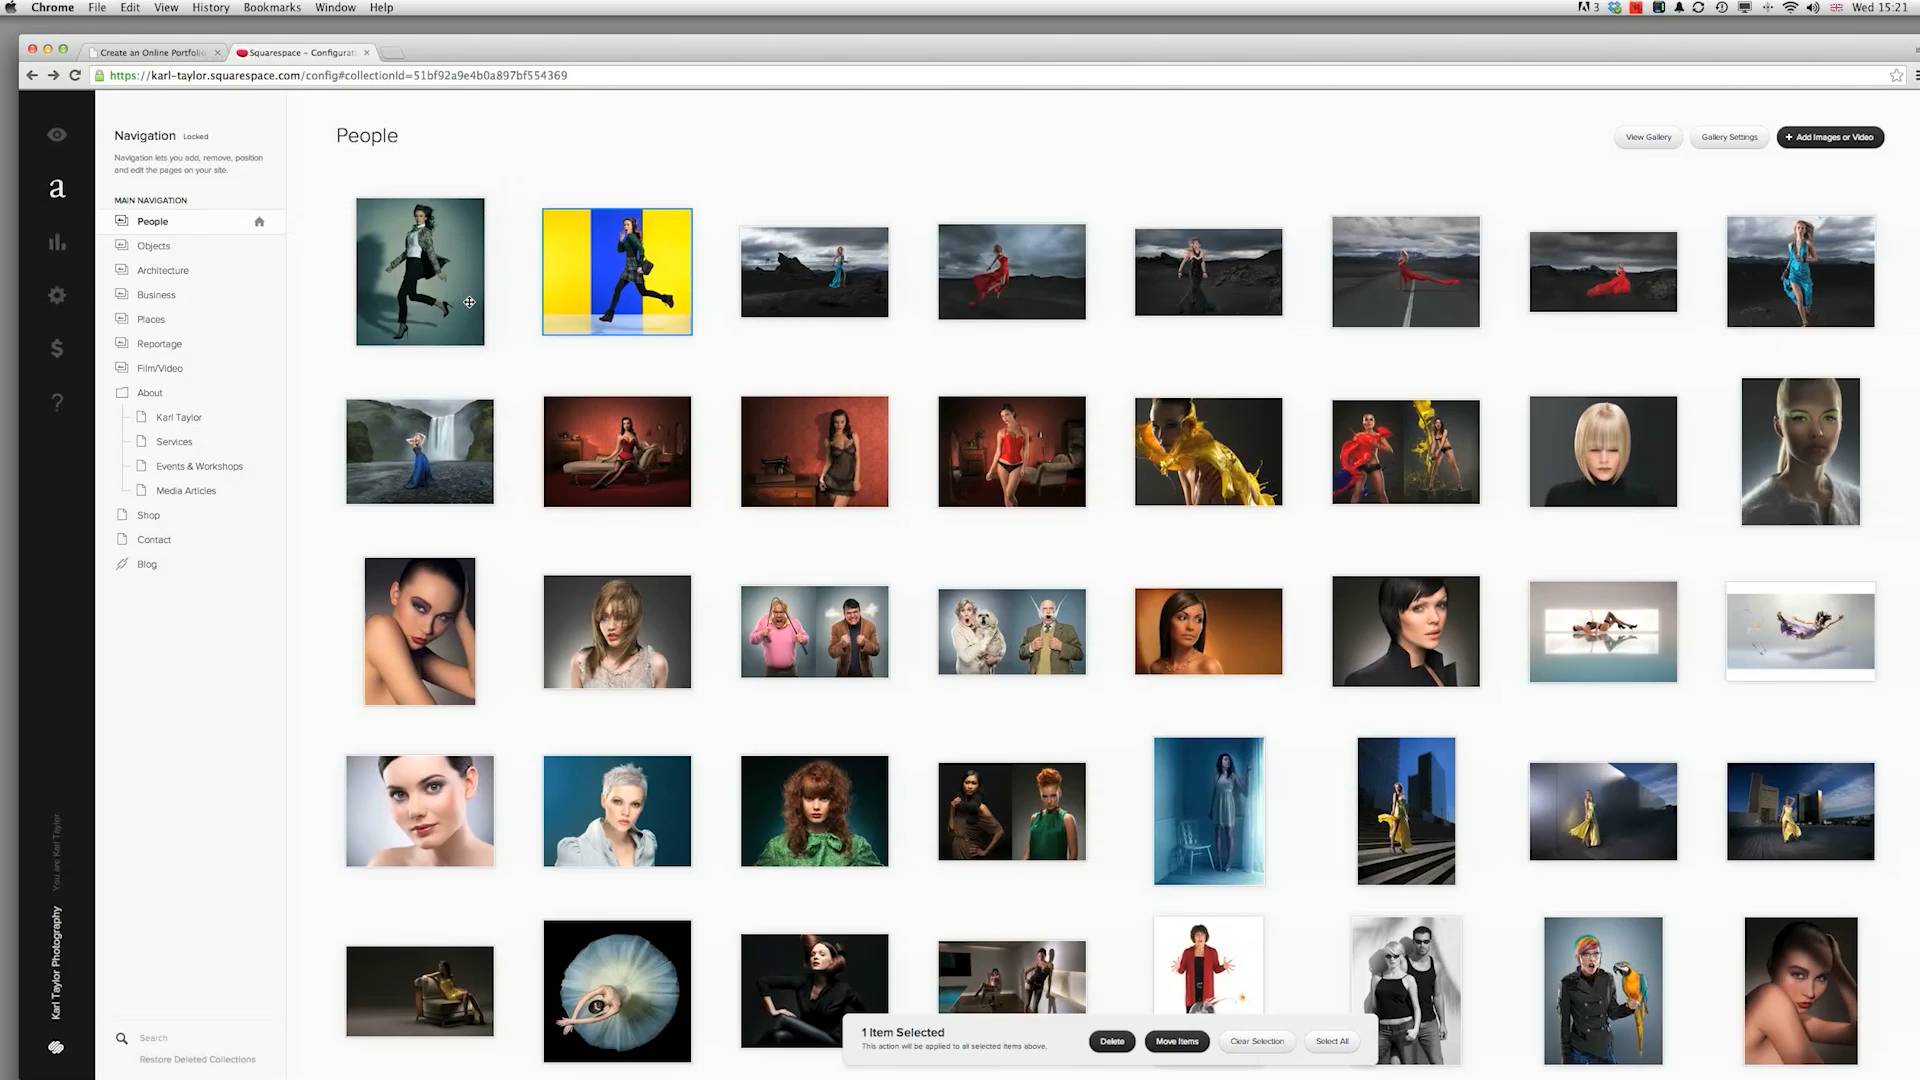 Chrome File Edit View History Bookmarks Window Help
3 Wed 15:21
Create an Online Portfolio
Squarespace - Configurat
https://karl-taylor.squarespace.com/config#collectionId=51bf92a9e4b0a897bf554369
a
$
?
You are Karl Taylor.
Karl Taylor Photography
Navigation Locked
Navigation lets you add, remove, position
and edit the pages on your site.
MAIN NAVIGATION
People
Objects
Architecture
Business
Places
Reportage
Film/Video
About
Karl Taylor
Services
Events & Workshops
Media Articles
Shop
Contact
Blog
Search
Restore Deleted Collections
People
View Gallery
Gallery Settings
+ Add Images or Video
1 Item Selected
This action will be applied to all selected items above.
Delete
Move Items
Clear Selection
Select All